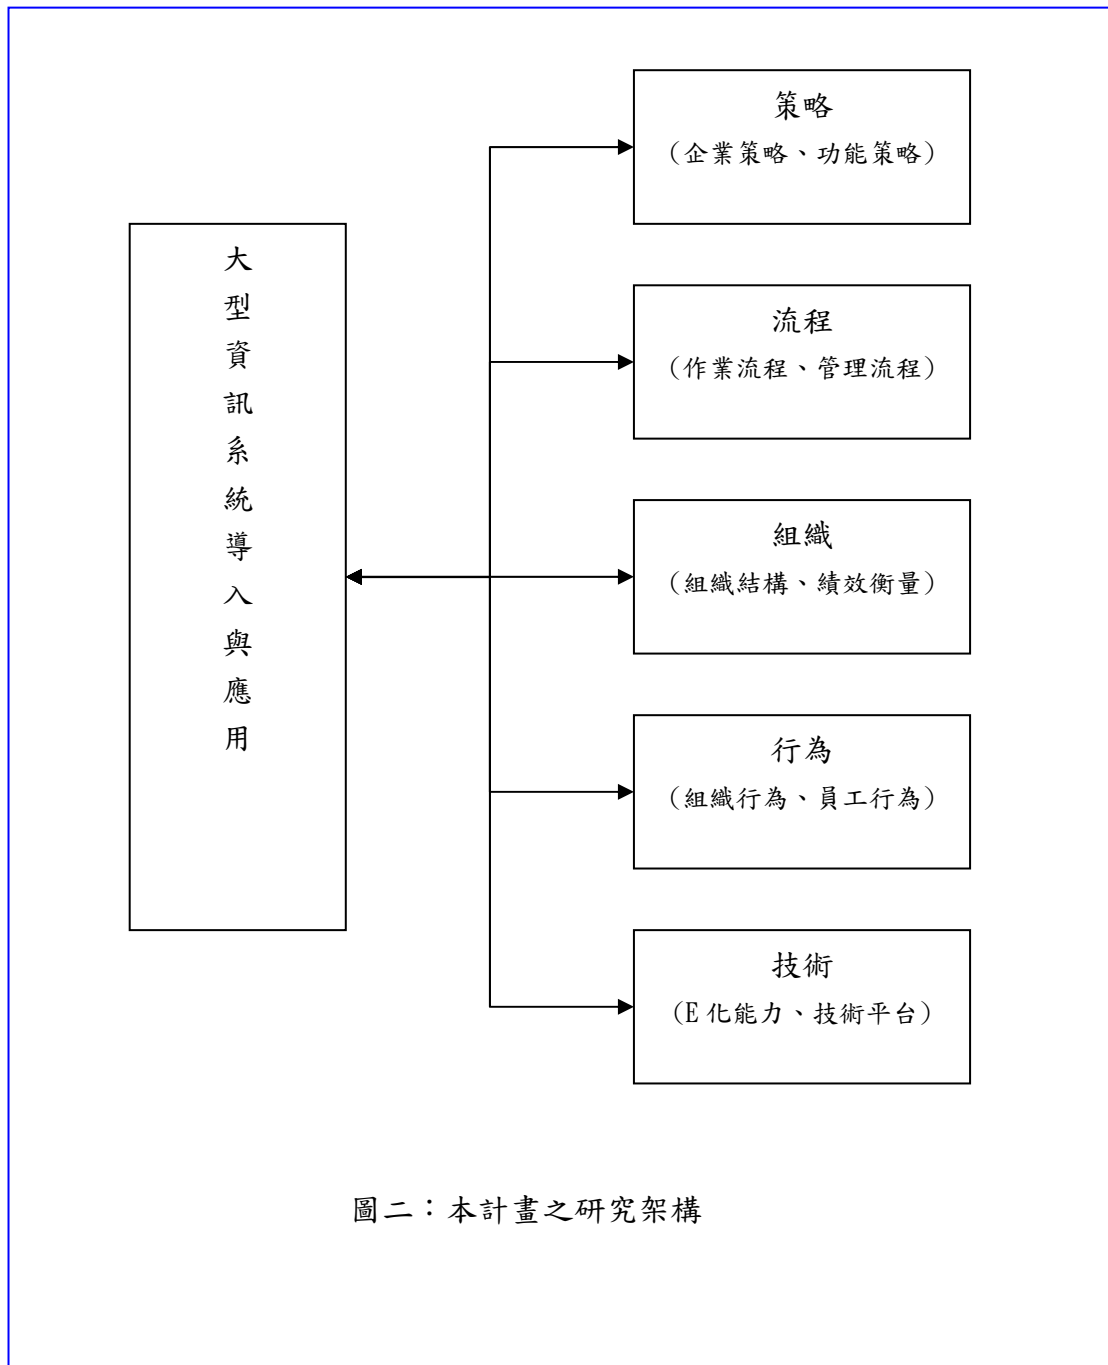 策略
（企業策略、功能策略）
大型資訊系統導入與應用
流程
（作業流程、管理流程）
組織
（組織結構、績效衡量）
行為
（組織行為、員工行為）
技術
（E化能力、技術平台）
圖二：本計畫之研究架構